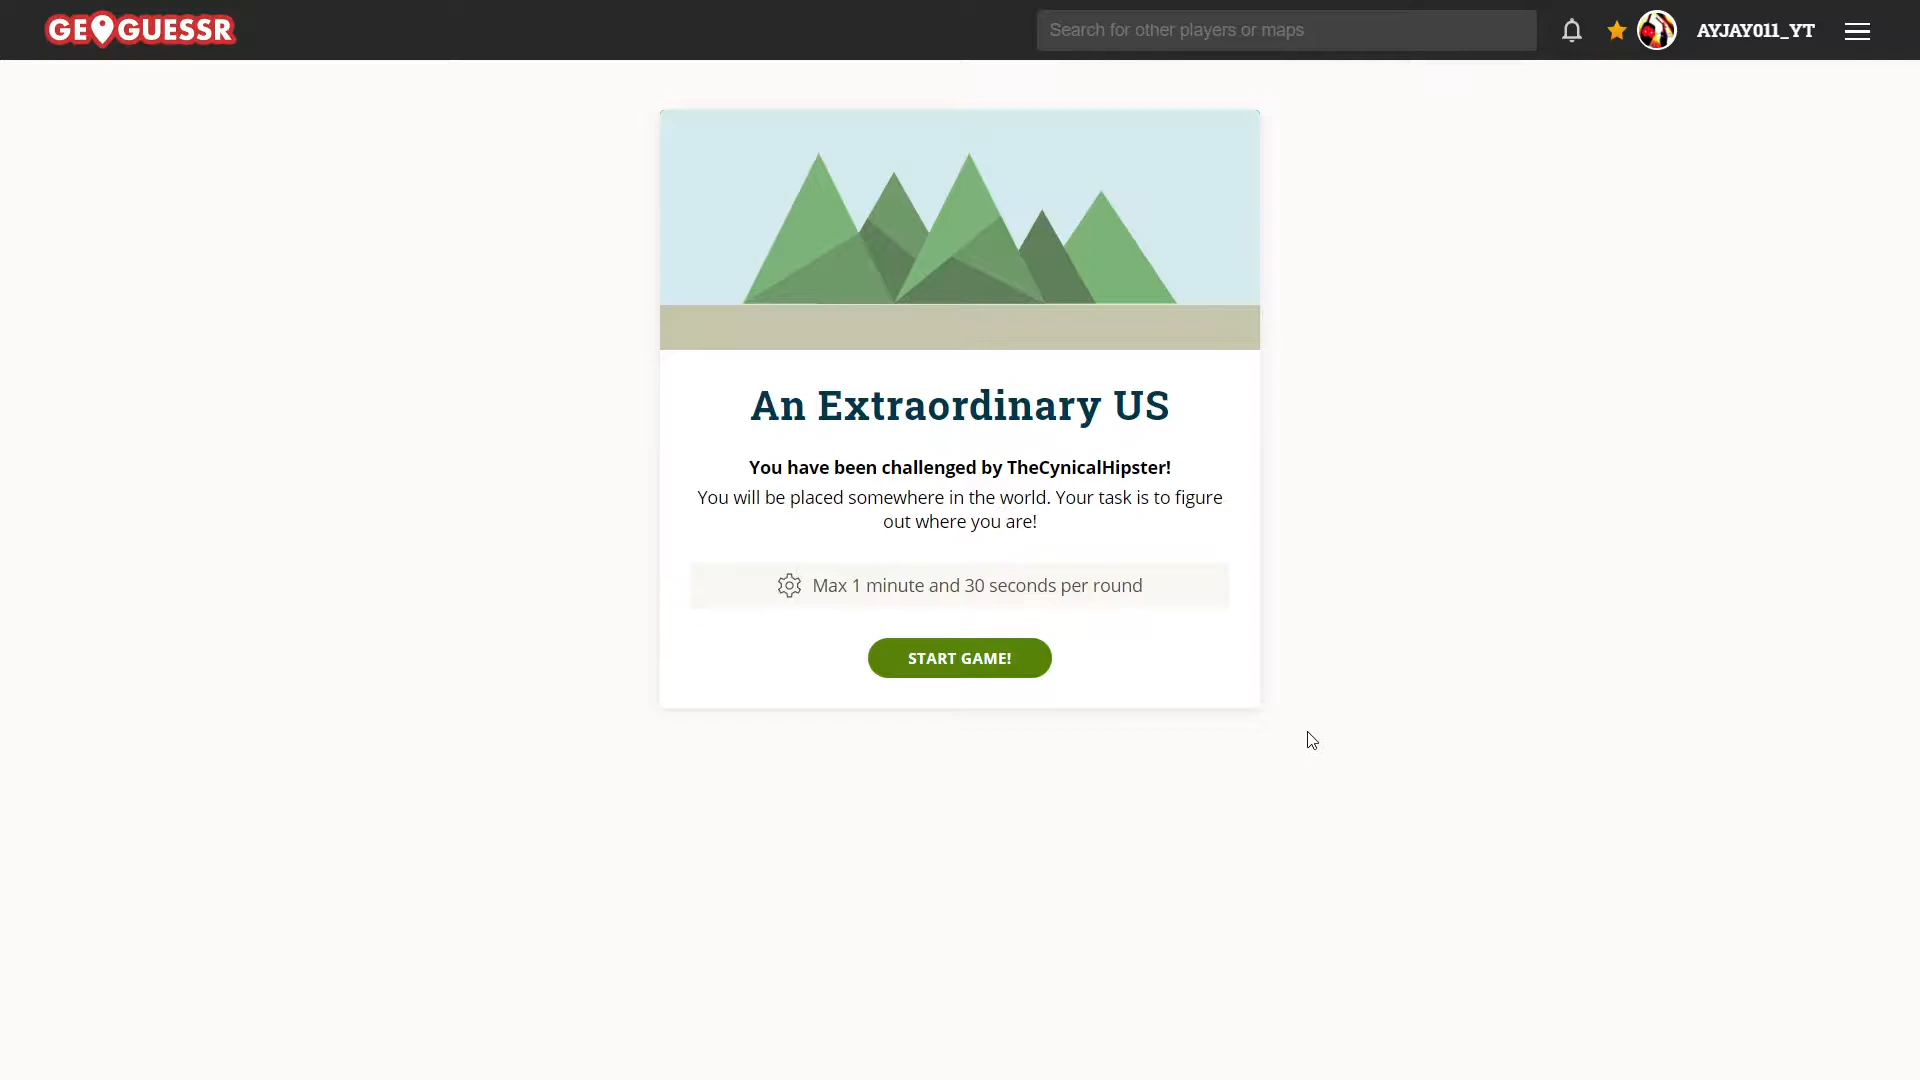 GEOGUESSR
Search for other players or maps
AYJAY011_YT
An Extraordinary US
You have been challenged by TheCynicalHipster!
You will be placed somewhere in the world. Your task is to figure
out where you are!
Max 1 minute and 30 seconds per round
START GAME!